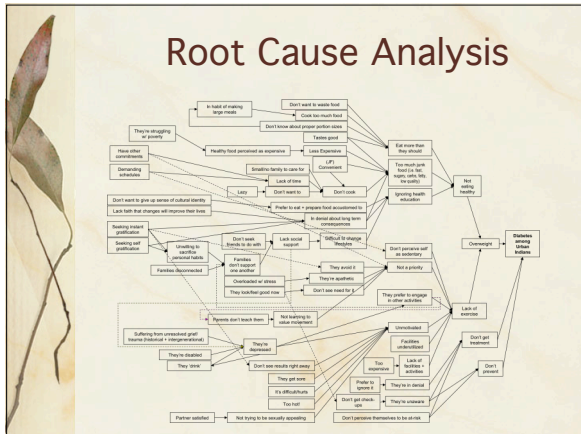 Root Cause Analysis
In habit of making
large meals
Don't want to waste food
Cook too much food
Don't know about proper portion sizes
They're struggling
w/ poverty
Tastes good
Healthy food perceived as expensive
Less Expensive
Eat more than
they should
Have other
commitments
Demanding
schedules
Small/no family to care for
Lack of time
Lazy
Don't want to
(JF)
Convenient
Don't cook
Too much junk
food (i.e. fast,
sugary, carbs, fatty,
low quality)
Ignoring health
education
Not
eating
healthy
Don't want to give up sense of cultural identity
Prefer to eat + prepare food accustomed to
Lack faith that changes will improve their lives
In denial about long term
consequences
Seeking instant
gratification
Seeking self
gratification
Unwilling to
sacrifice
personal habits
Don't seek
friends to do with
Lack social
support
Difficult to change
lifestyles
Families
don't support
one another
Families disconnected
Don't perceive self
as sedentary
Overweight
Diabetes
among
Urban
Indians
They avoid it
Not a priority
Overloaded w/ stress
They're apathetic
They look/feel good now
Don't see need for it
They prefer to engage
in other activities
Lack of
exercise
Parents don't teach them
Not learning to
value movement
Suffering from unresolved grief/
trauma (historical + intergenerational)
They're
depressed
Unmotivated
Facilities
underutilized
Don't get
treatment
They're disabled
They 'drink'
Don't see results right away
They get sore
It's difficult/hurts
Too hot!
Too
expensive
Lack of
facilities +
activities
Don't
prevent
Prefer to
ignore it
They're in denial
Don't get check-
ups
They're unaware
Partner satisfied
Not trying to be sexually appealing
Don't perceive themselves to be at-risk